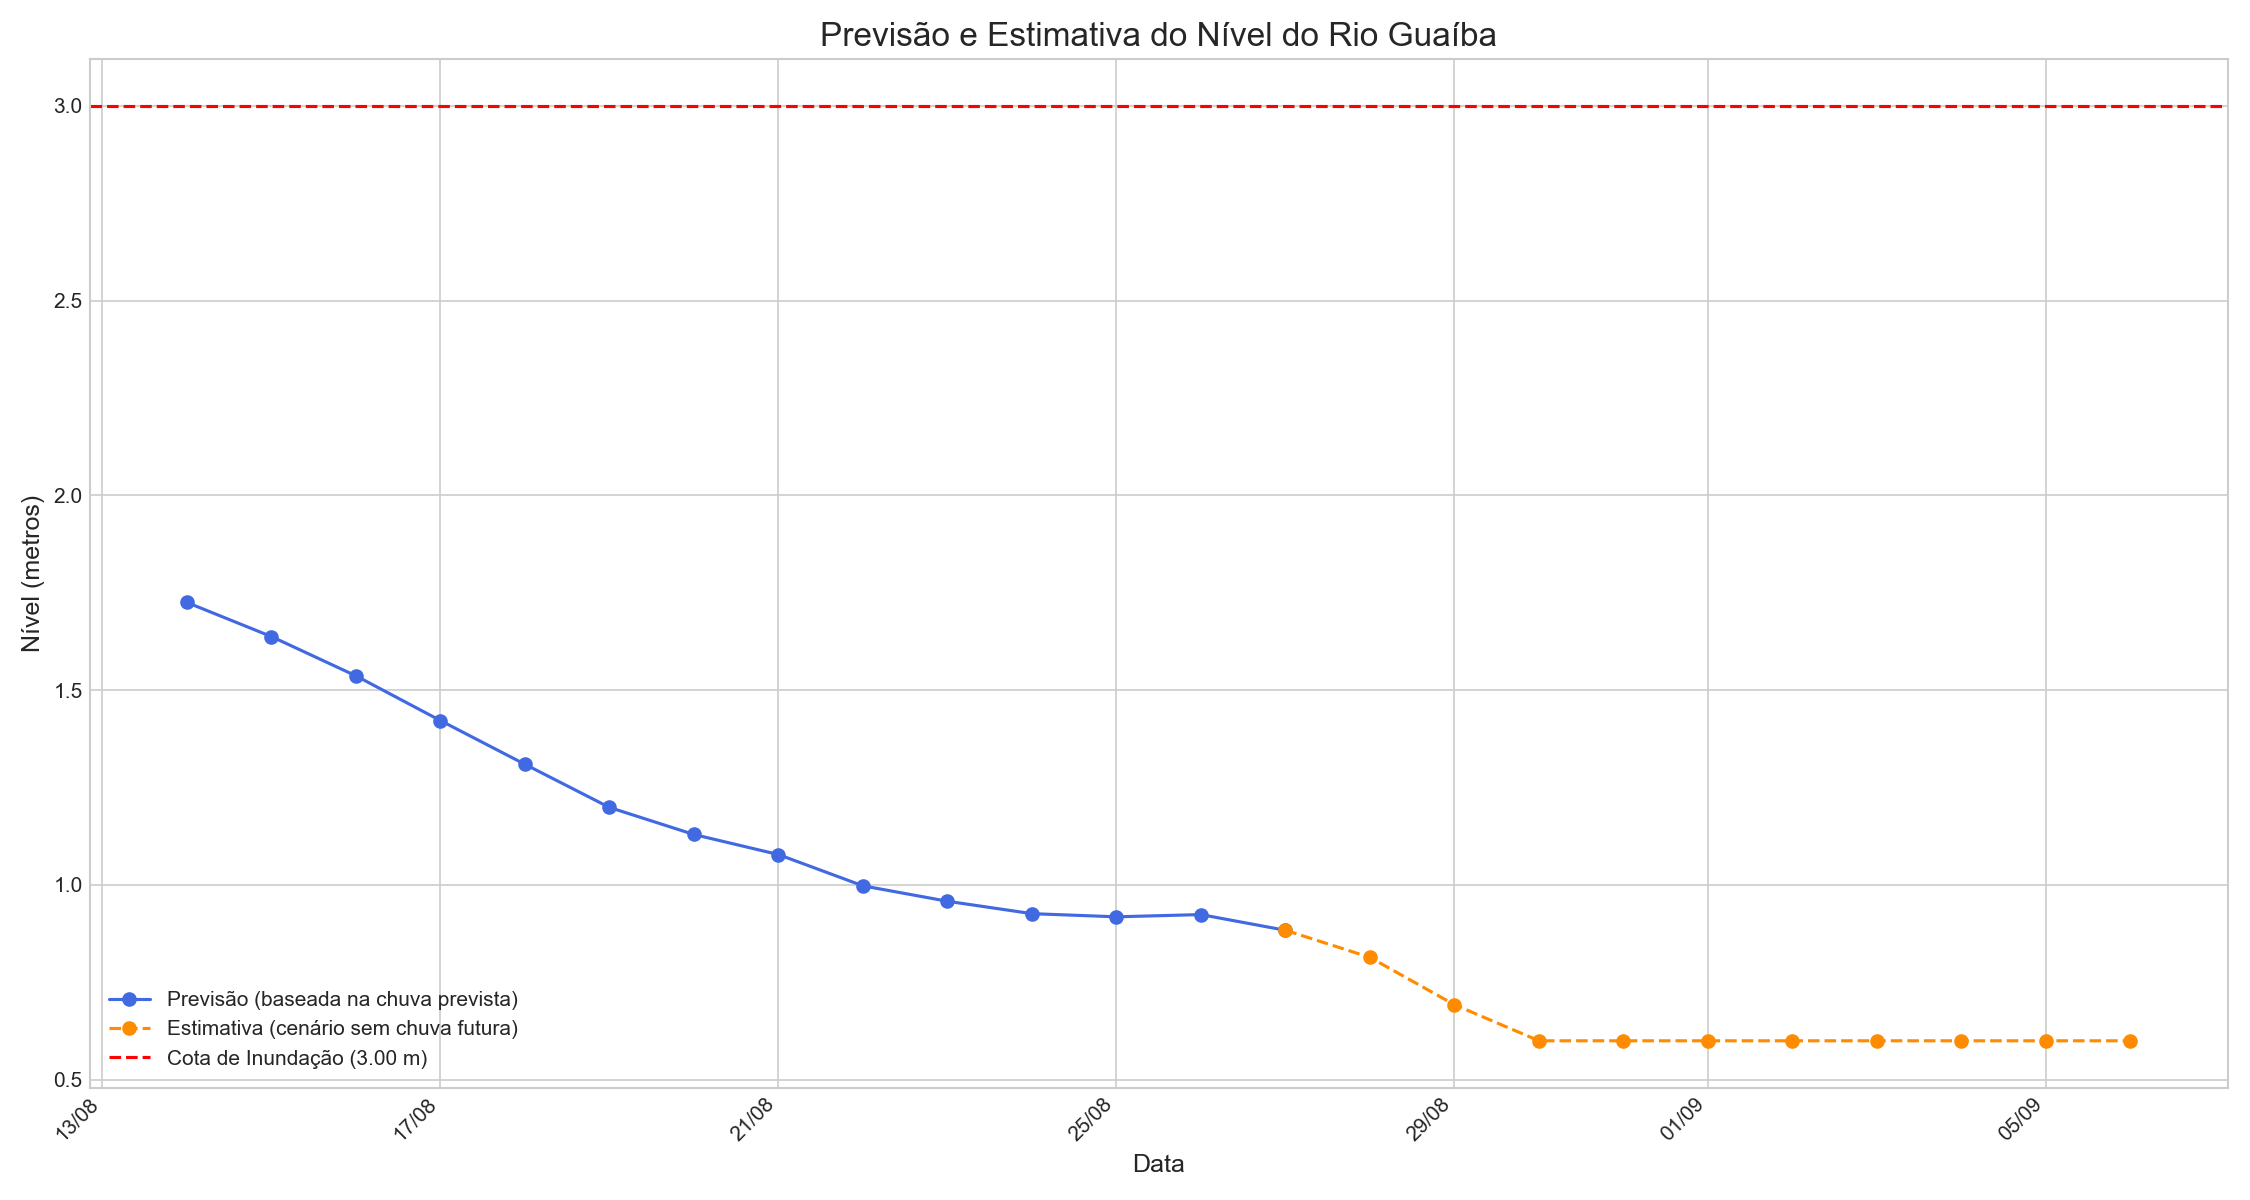 Previsão e Estimativa do Nível do Rio Guaíba
Nível (metros)
3.0
2.5
2.0
1.5
1.0
0.5
Previsão (baseada na chuva prevista)
Estimativa (cenário sem chuva futura)
Cota de Inundação (3.00 m)
13/08
17/08
21/08
25/08
29/08
01/09
05/09
Data